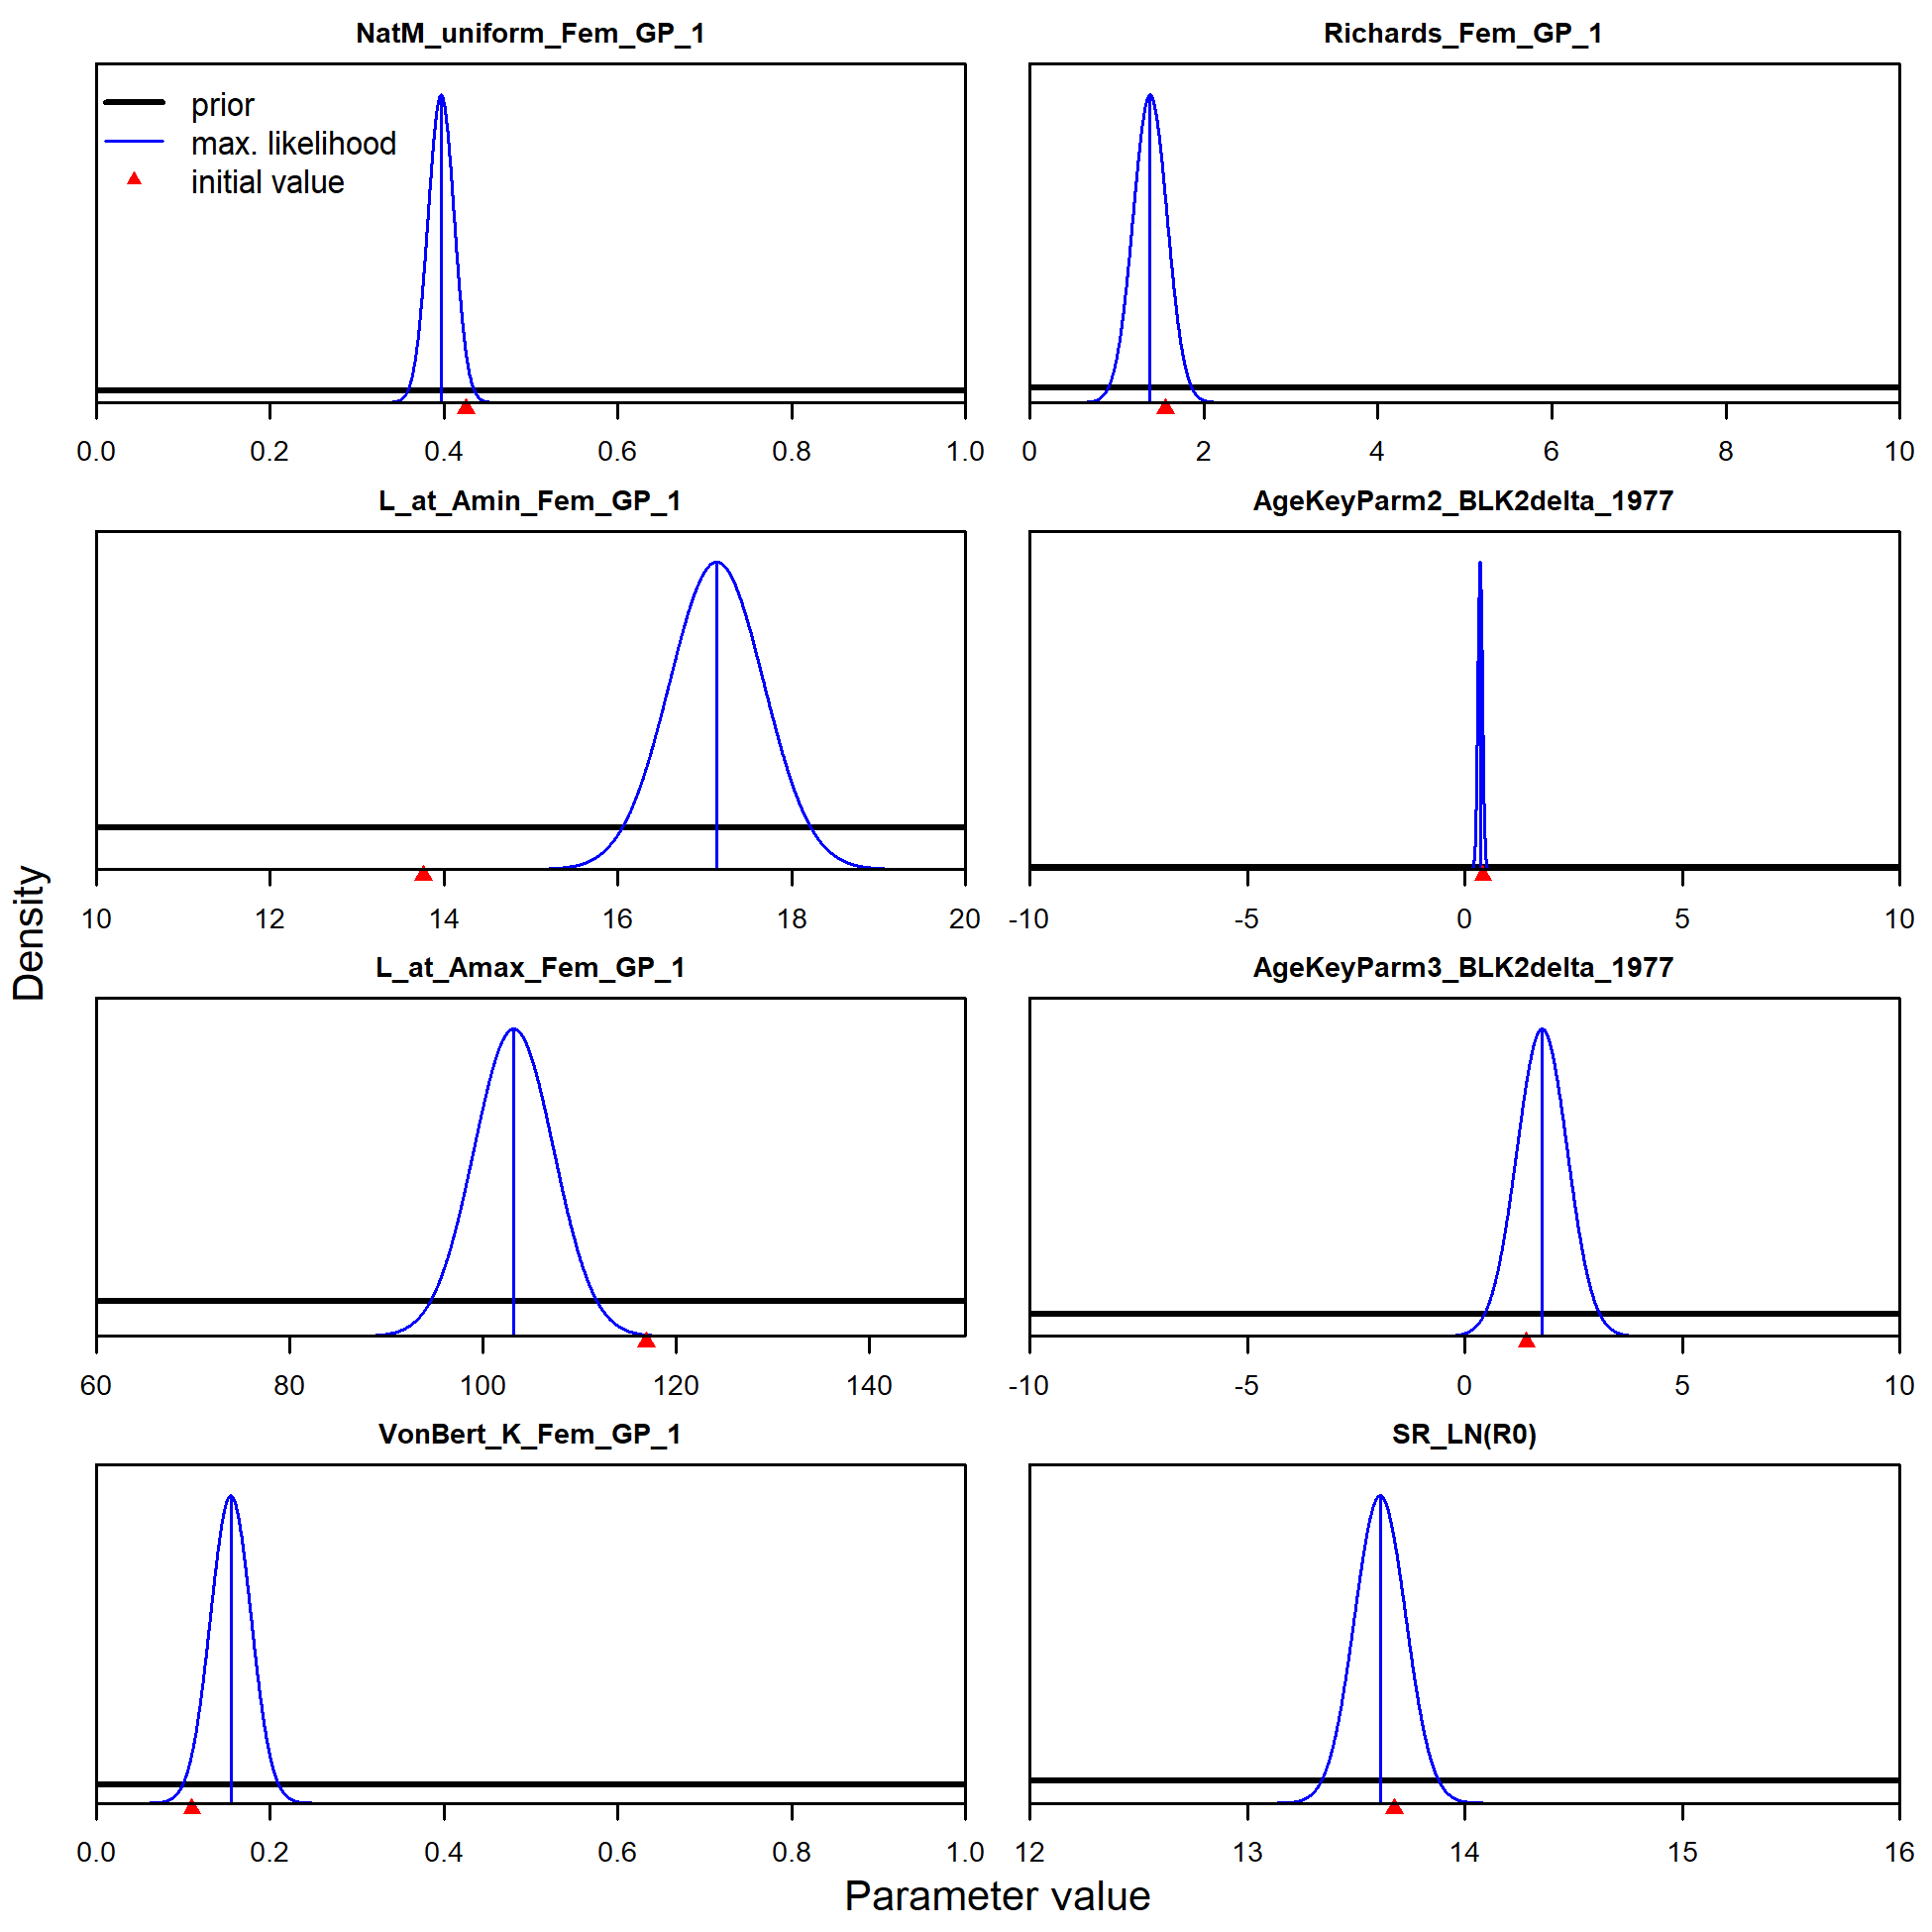 NatM_uniform_Fem_GP_1
prior
max. likelihood
initial value
0.0 0.2 0.4 0.6 0.8 1.0
Richards_Fem_GP_1
0 2 4 6 8 10
L_at_Amin_Fem_GP_1
10 12 14 16 18 20
AgeKeyParm2_BLK2delta_1977
-10 -5 0 5 10
L_at_Amax_Fem_GP_1
60 80 100 120 140
AgeKeyParm3_BLK2delta_1977
-10 -5 0 5 10
VonBert_K_Fem_GP_1
0.0 0.2 0.4 0.6 0.8 1.0
SR_LN(R0)
12 13 14 15 16
Density
Parameter value